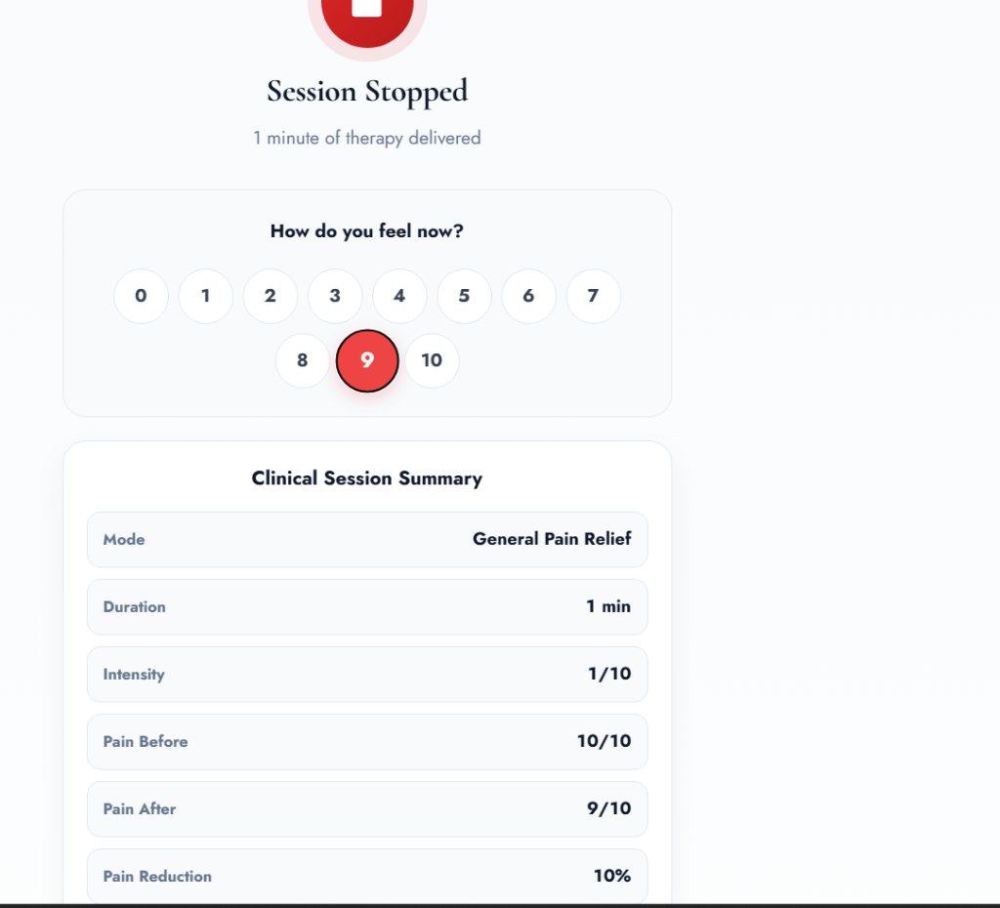 Session Stopped
1 minute of therapy delivered
How do you feel now?
0 1 2 3 4 5 6 7
8 9 10
Clinical Session Summary
Mode General Pain Relief
Duration 1 min
Intensity 1/10
Pain Before 10/10
Pain After 9/10
Pain Reduction 10%